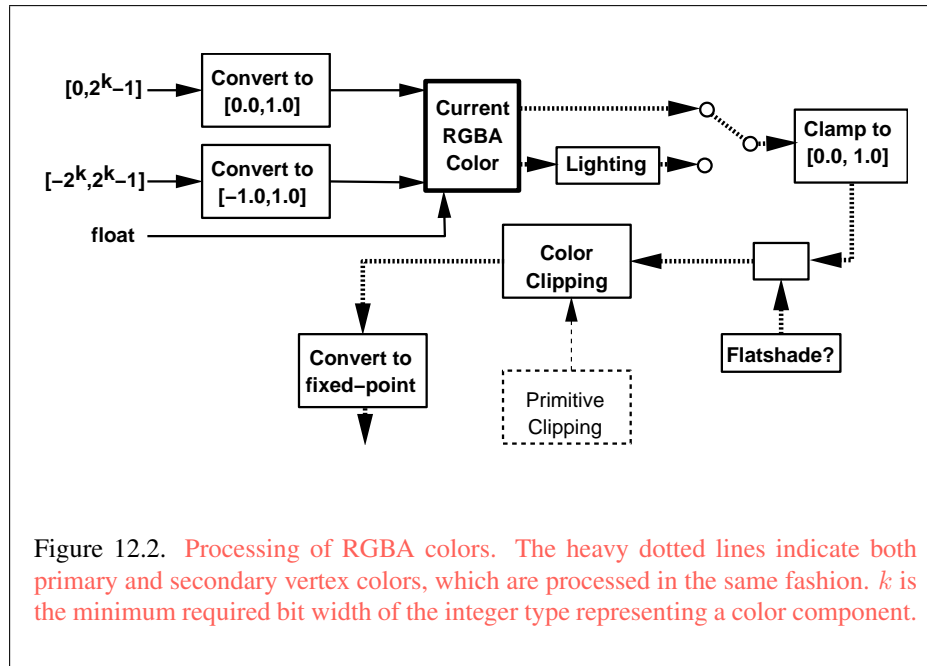 [0,2^k−1]
Convert to
[0.0,1.0]
Current
RGBA
Color
Clamp to
[0.0, 1.0]
[−2^k,2^k−1]
Convert to
[−1.0,1.0]
Lighting
float
Color
Clipping
Flatshade?
Convert to
fixed−point
Primitive
Clipping
Figure 12.2. Processing of RGBA colors. The heavy dotted lines indicate both
primary and secondary vertex colors, which are processed in the same fashion. k is
the minimum required bit width of the integer type representing a color component.